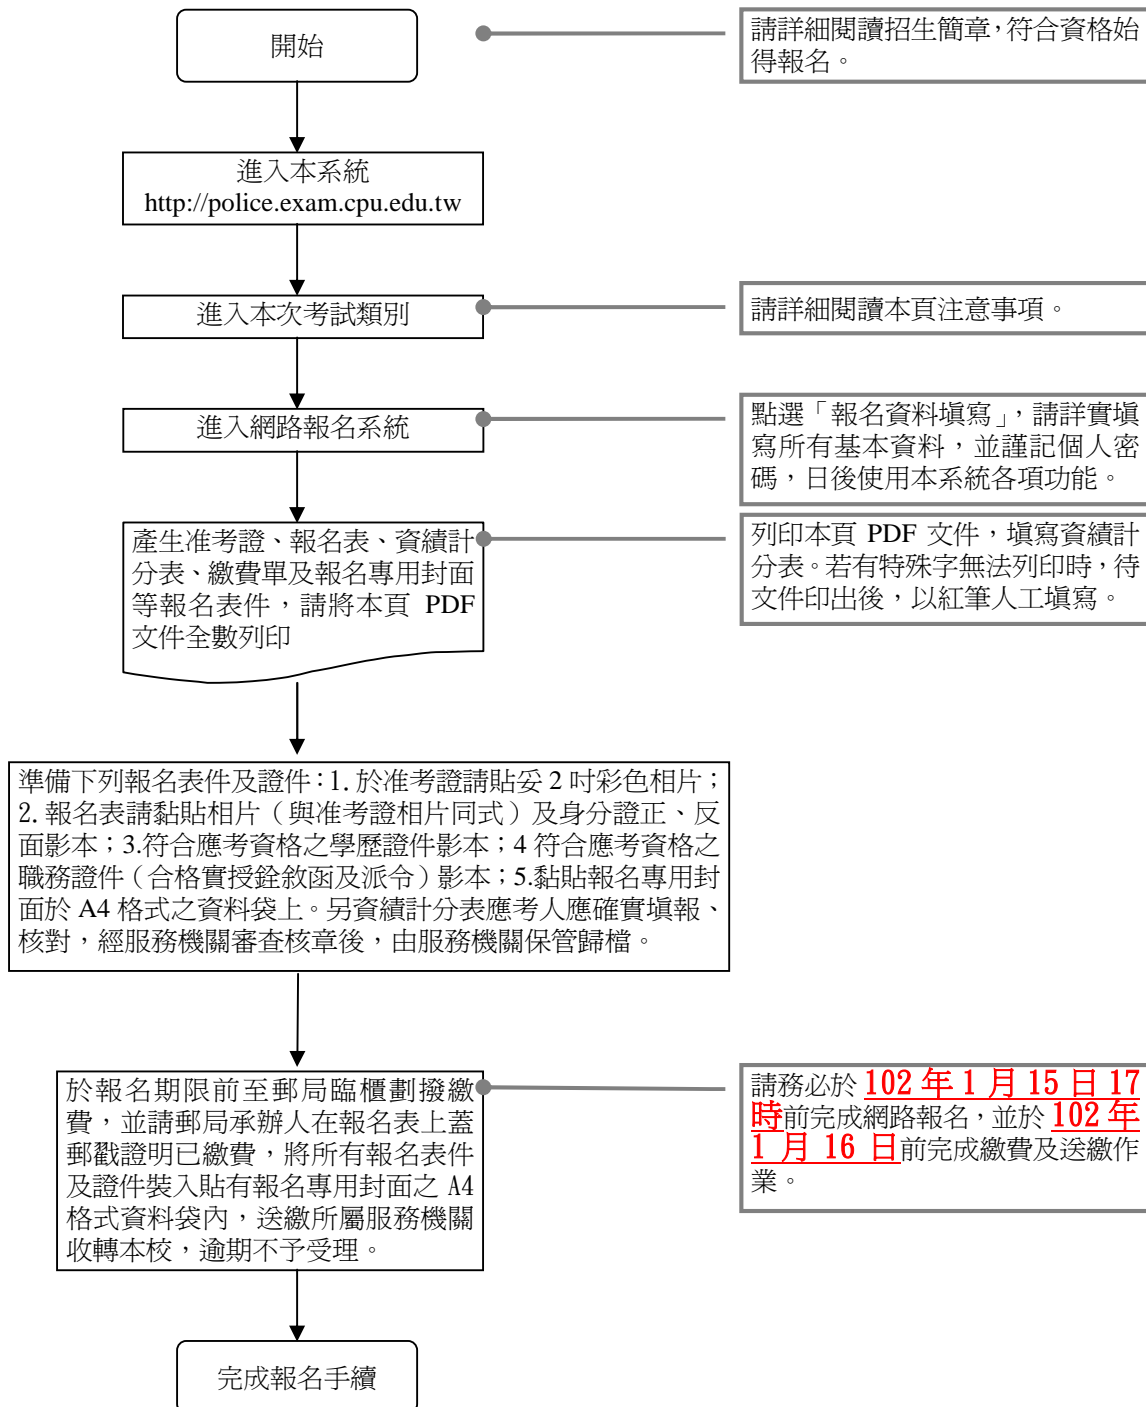 開始
請詳細閱讀招生簡章，符合資格始
得報名。
進入本系統
http://police.exam.cpu.edu.tw
進入本次考試類別
請詳細閱讀本頁注意事項。
進入網路報名系統
點選「報名資料填寫」，請詳實填
寫所有基本資料，並謹記個人密
碼，日後使用本系統各項功能。
產生准考證、報名表、資績計
分表、繳費單及報名專用封面
等報名表件，請將本頁 PDF
文件全數列印
列印本頁 PDF 文件，填寫資績計
分表。若有特殊字無法列印時，待
文件印出後，以紅筆人工填寫。
準備下列報名表件及證件：1. 於准考證請貼妥 2 吋彩色相片；
2. 報名表請黏貼相片（與准考證相片同式）及身分證正、反
面影本；3.符合應考資格之學歷證件影本；4 符合應考資格之
職務證件（合格實授銓敘函及派令）影本；5.黏貼報名專用封
面於 A4 格式之資料袋上。另資績計分表應考人應確實填報、
核對，經服務機關審查核章後，由服務機關保管歸檔。
於報名期限前至郵局臨櫃劃撥繳
費，並請郵局承辦人在報名表上蓋
郵戳證明已繳費，將所有報名表件
及證件裝入貼有報名專用封面之 A4
格式資料袋內，送繳所屬服務機關
收轉本校，逾期不予受理。
請務必於 102 年 1 月 15 日 17
時前完成網路報名，並於 102 年
1 月 16 日前完成繳費及送繳作
業。
完成報名手續